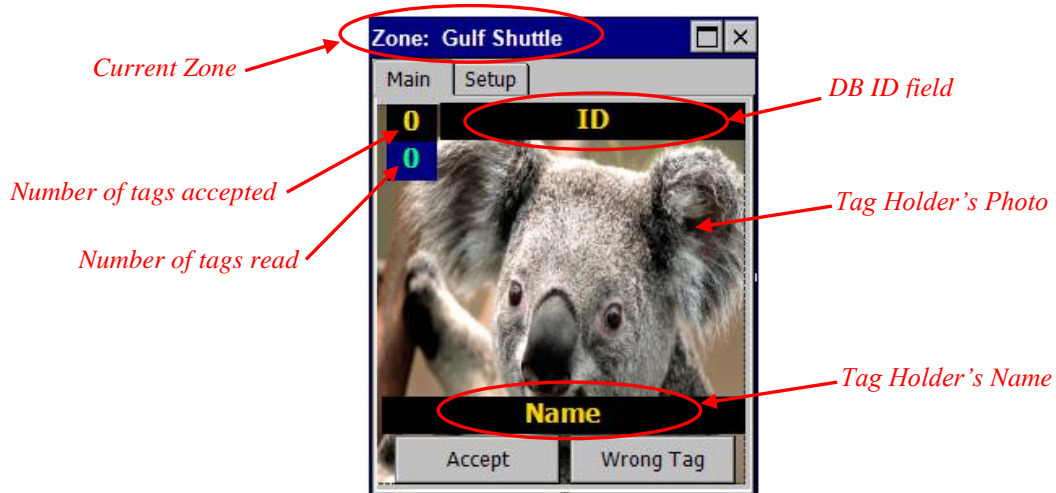 Zone: Gulf Shuttle
Current Zone
Main Setup
DB ID field
0 ID
0
Number of tags accepted
Tag Holder's Photo
Number of tags read
Tag Holder's Name
Name
Accept Wrong Tag